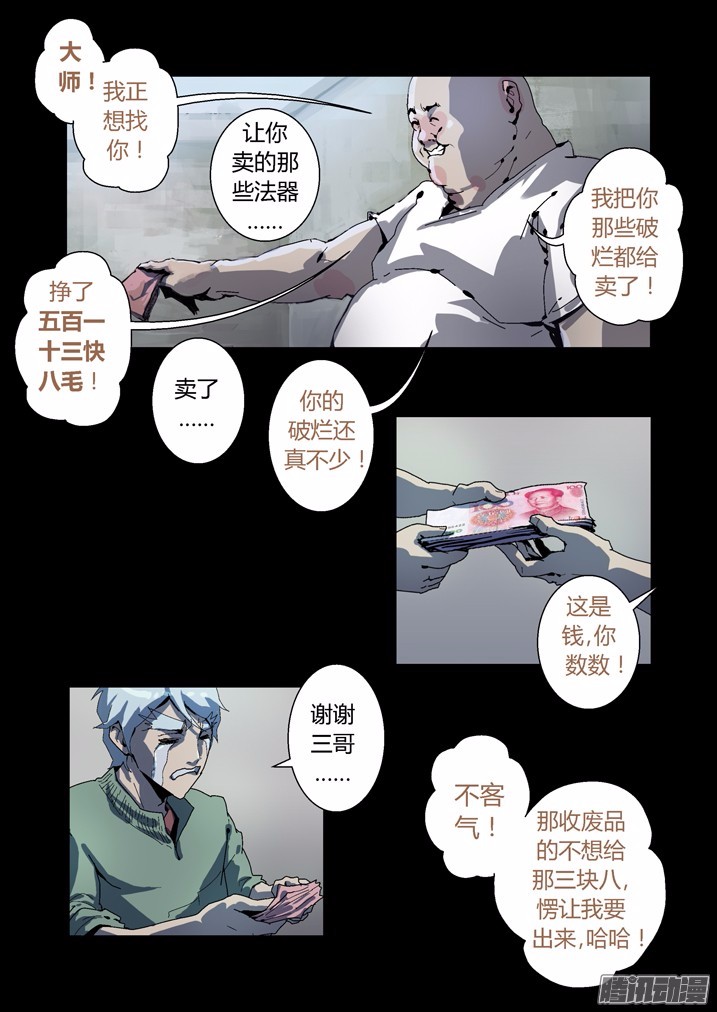 大
师！
我正
想找
你！
让你
卖的那
些法器
……
我把你
那些破
烂都给
卖了！
挣了
五百一
十三快
八毛！
卖了
……
你的
破烂还
真不少！
100
这是
钱,你
数数！
谢谢
三哥
……
不客
气！
那收废品
的不想给
那三块八,
愣让我要
出来,哈哈！
腾讯动漫